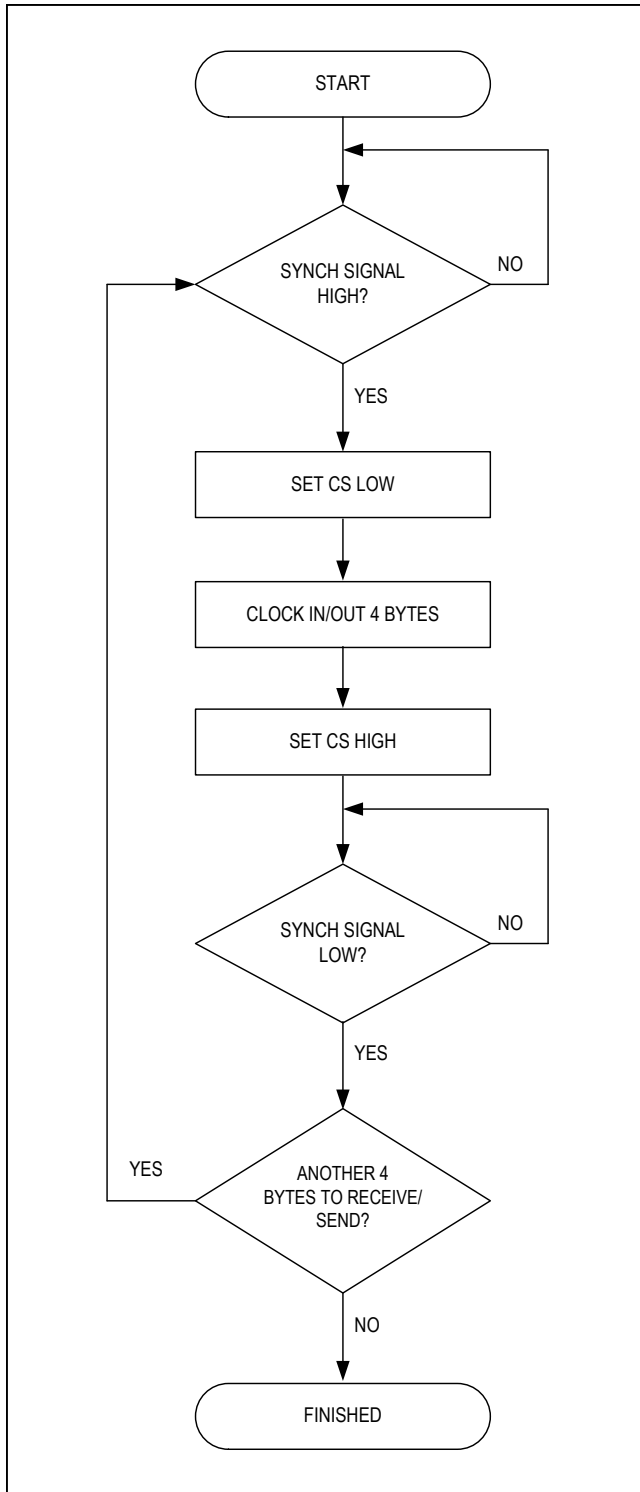 START
SYNCH SIGNAL
HIGH?
NO
YES
SET CS LOW
CLOCK IN/OUT 4 BYTES
SET CS HIGH
SYNCH SIGNAL
LOW?
NO
YES
ANOTHER 4
BYTES TO RECEIVE/
SEND?
YES
NO
FINISHED